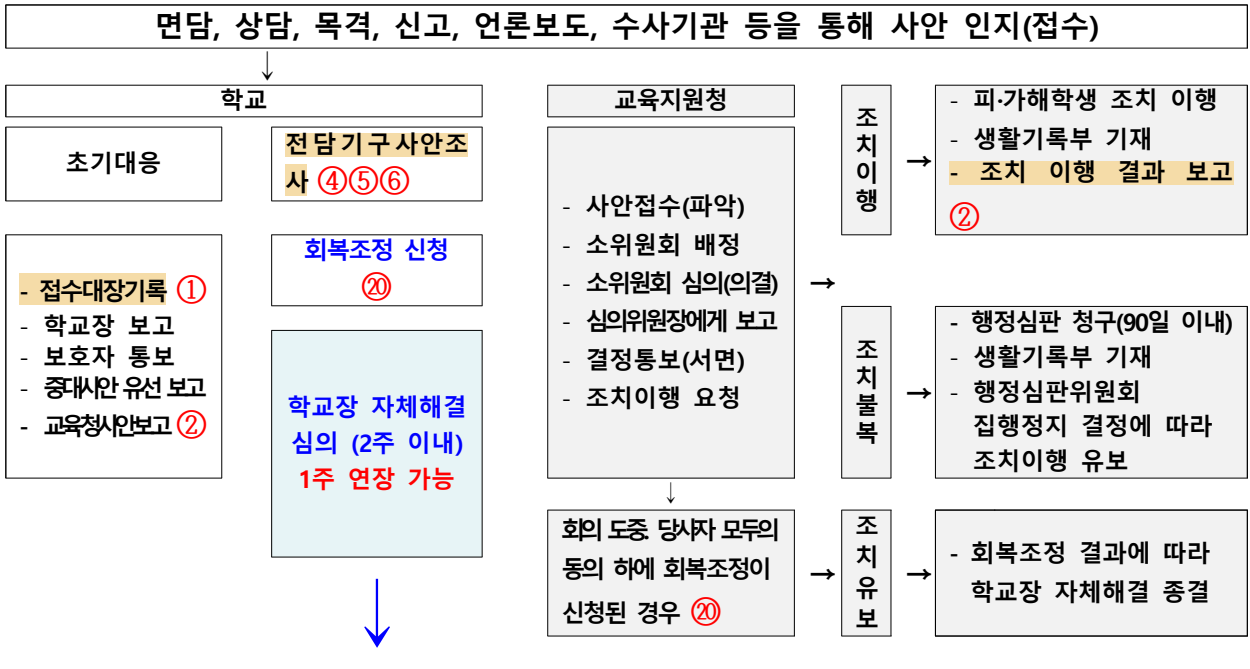 면담, 상담, 목격, 신고, 언론보도, 수사기관 등을 통해 사안 인지(접수)
↓
학교
초기대응
- 접수대장기록 ①
- 학교장 보고
- 보호자 통보
- 중대사안 유선 보고
- 교육청사안보고 ②
전담기구사안조
사 ④⑤⑥
회복조정 신청
⑳
학교장 자체해결
심의 (2주 이내)
1주 연장 가능
↓
교육지원청
- 사안접수(파악)
- 소위원회 배정
- 소위원회 심의(의결)
- 심의위원장에게 보고
- 결정통보(서면)
- 조치이행 요청
→
조
치
이
행
→
- 피·가해학생 조치 이행
- 생활기록부 기재
- 조치 이행 결과 보고
②
조
치
불
복
→
- 행정심판 청구(90일 이내)
- 생활기록부 기재
- 행정심판위원회
집행정지 결정에 따라
조치이행 유보
↓
회의 도중. 당사자 모두의
동의 하에 회복조정이
신청된 경우 ⑳
→
조
치
유
보
→
- 회복조정 결과에 따라
학교장 자체해결 종결